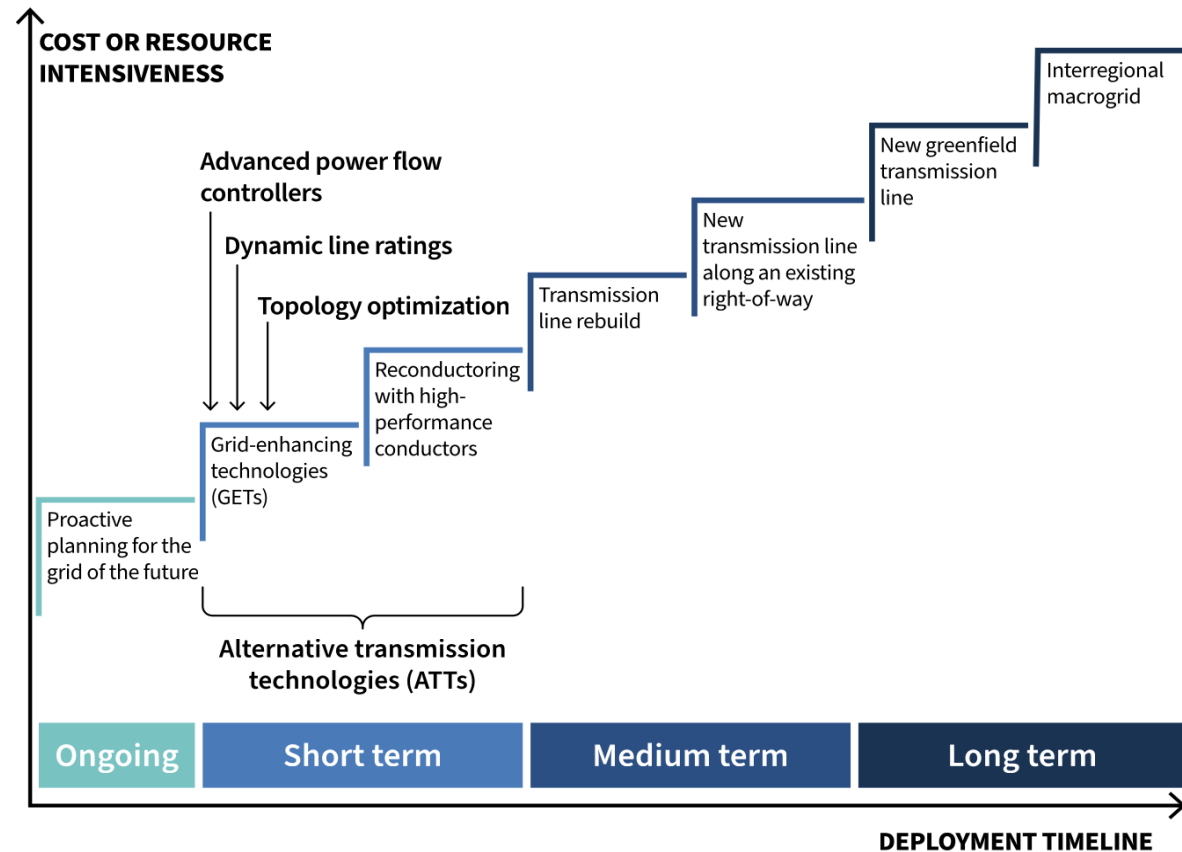 COST OR RESOURCE
INTENSIVENESS
Interregional
macrogrid
New greenfield
transmission
line
Advanced power flow
controllers
New
transmission line
along an existing
right-of-way
Dynamic line ratings
Transmission
line rebuild
Topology optimization
Reconductoring
with high-
performance
conductors
Grid-enhancing
technologies
(GETs)
Proactive
planning for the
grid of the future
Alternative transmission
technologies (ATTs)
Ongoing
Short term
Medium term
Long term
DEPLOYMENT TIMELINE